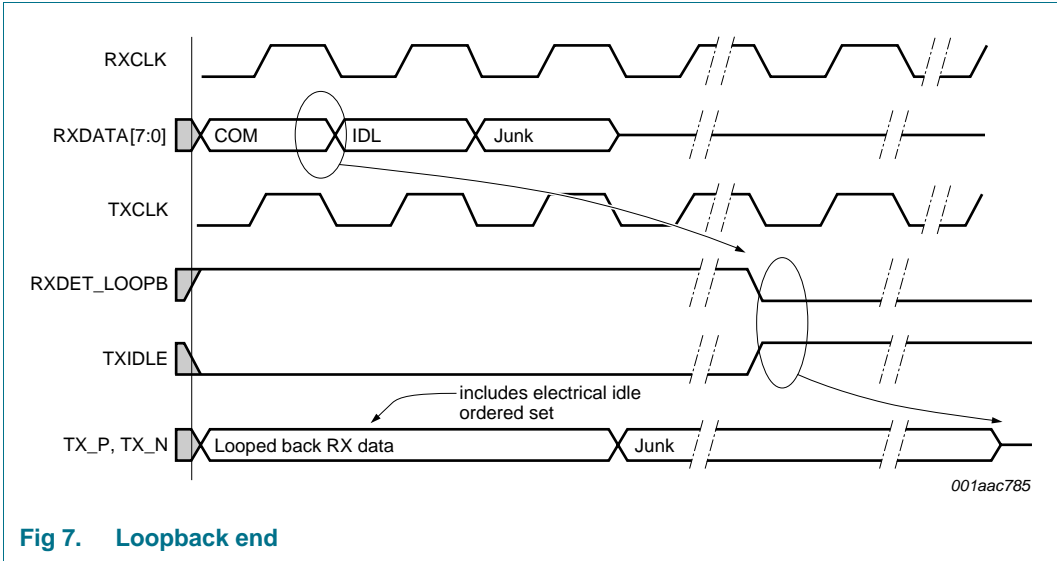 RXCLK
RXDATA[7:0]
COM
IDL
Junk
TXCLK
RXDET_LOOPB
TXIDLE
includes electrical idle
ordered set
TX_P, TX_N
Looped back RX data
Junk
001aac785
Fig 7. Loopback end